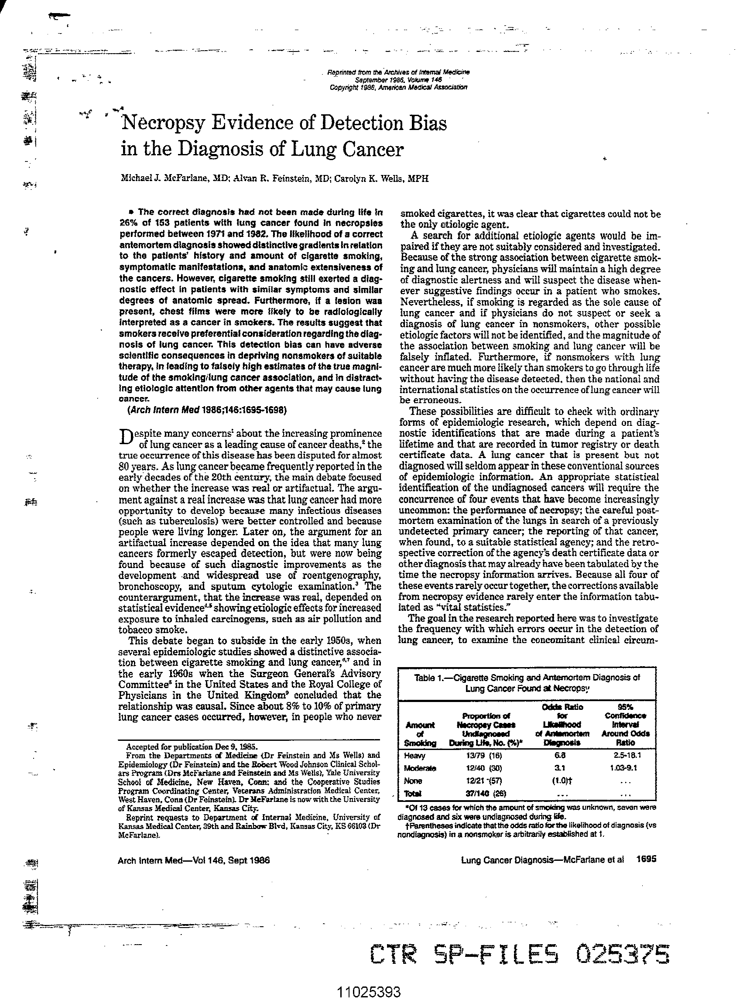 Reprinted from the Archives of Internal Medicine
September 1986, Volume 146
Copyright 1986, American Medical Association
Necropsy Evidence of Detection Bias
in the Diagnosis of Lung Cancer
Michael J. McFarlane, MD; Alvan R. Feinstein, MD; Carolyn K. Wells, MPH
• The correct diagnosis had not been made during life in
26% of 153 patients with lung cancer found in necropsies
performed between 1971 and 1982. The likelihood of a correct
antemortem diagnosis showed distinctive gradients in relation
to the patients' history and amount of cigarette smoking,
symptomatic manifestations, and anatomic extensiveness of
the cancers. However, cigarette smoking still exerted a diag-
nostic effect in patients with similar symptoms and similar
degrees of anatomic spread. Furthermore, if a lesion was
present, chest films were more likely to be radiologically
interpreted as a cancer in smokers. The results suggest that
smokers receive preferential consideration regarding the diag-
nosis of lung cancer. This detection bias can have adverse
scientific consequences in depriving nonsmokers of suitable
therapy, in leading to falsely high estimates of the true magni-
tude of the smoking/lung cancer association, and in distract-
ing etiologic attention from other agents that may cause lung
cancer.
(Arch Intern Med 1986;146:1695-1698)
Despite many concerns¹ about the increasing prominence
of lung cancer as a leading cause of cancer deaths,² the
true occurrence of this disease has been disputed for almost
80 years. As lung cancer became frequently reported in the
early decades of the 20th century, the main debate focused
on whether the increase was real or artifactual. The argu-
ment against a real increase was that lung cancer had more
opportunity to develop because many infectious diseases
(such as tuberculosis) were better controlled and because
people were living longer. Later on, the argument for an
artifactual increase depended on the idea that many lung
cancers formerly escaped detection, but were now being
found because of such diagnostic improvements as the
development and widespread use of roentgenography,
bronchoscopy, and sputum cytologic examination.³ The
counterargument, that the increase was real, depended on
statistical evidence⁴,⁵ showing etiologic effects for increased
exposure to inhaled carcinogens, such as air pollution and
tobacco smoke.
This debate began to subside in the early 1950s, when
several epidemiologic studies showed a distinctive associa-
tion between cigarette smoking and lung cancer,⁶,⁷ and in
the early 1960s when the Surgeon General's Advisory
Committee⁸ in the United States and the Royal College of
Physicians in the United Kingdom⁹ concluded that the
relationship was causal. Since about 8% to 10% of primary
lung cancer cases occurred, however, in people who never
Accepted for publication Dec 9, 1985.
From the Departments of Medicine (Dr Feinstein and Ms Wells) and
Epidemiology (Dr Feinstein) and the Robert Wood Johnson Clinical Schol-
ars Program (Drs McFarlane and Feinstein and Ms Wells), Yale University
School of Medicine, New Haven, Conn; and the Cooperative Studies
Program Coordinating Center, Veterans Administration Medical Center,
West Haven, Conn (Dr Feinstein). Dr McFarlane is now with the University
of Kansas Medical Center, Kansas City.
Reprint requests to Department of Internal Medicine, University of
Kansas Medical Center, 39th and Rainbow Blvd, Kansas City, KS 66103 (Dr
McFarlane).
smoked cigarettes, it was clear that cigarettes could not be
the only etiologic agent.
A search for additional etiologic agents would be im-
paired if they are not suitably considered and investigated.
Because of the strong association between cigarette smok-
ing and lung cancer, physicians will maintain a high degree
of diagnostic alertness and will suspect the disease when-
ever suggestive findings occur in a patient who smokes.
Nevertheless, if smoking is regarded as the sole cause of
lung cancer and if physicians do not suspect or seek a
diagnosis of lung cancer in nonsmokers, other possible
etiologic factors will not be identified, and the magnitude of
the association between smoking and lung cancer will be
falsely inflated. Furthermore, if nonsmokers with lung
cancer are much more likely than smokers to go through life
without having the disease detected, then the national and
international statistics on the occurrence of lung cancer will
be erroneous.
These possibilities are difficult to check with ordinary
forms of epidemiologic research, which depend on diag-
nostic identifications that are made during a patient's
lifetime and that are recorded in tumor registry or death
certificate data. A lung cancer that is present but not
diagnosed will seldom appear in these conventional sources
of epidemiologic information. An appropriate statistical
identification of the undiagnosed cancers will require the
concurrence of four events that have become increasingly
uncommon: the performance of necropsy; the careful post-
mortem examination of the lungs in search of a previously
undetected primary cancer; the reporting of that cancer,
when found, to a suitable statistical agency; and the retro-
spective correction of the agency's death certificate data or
other diagnosis that may already have been tabulated by the
time the necropsy information arrives. Because all four of
these events rarely occur together, the corrections available
from necropsy evidence rarely enter the information tabu-
lated as "vital statistics."
The goal in the research reported here was to investigate
the frequency with which errors occur in the detection of
lung cancer, to examine the concomitant clinical circum-
Table 1.—Cigarette Smoking and Antemortem Diagnosis of
Lung Cancer Found at Necropsy
Amount of Smoking | Proportion of Necropsy Cases Undiagnosed During Life, No. (%)* | Odds Ratio for Likelihood of Antemortem Diagnosis | 95% Confidence Interval Around Odds Ratio
Heavy 13/79 (16) 6.8 2.5-18.1
Moderate 12/40 (30) 3.1 1.03-9.1
None 12/21 (57) (1.0)† ...
Total 37/140 (26) ... ...
*Of 13 cases for which the amount of smoking was unknown, seven were
diagnosed and six were undiagnosed during life.
†Parentheses indicate that the odds ratio for the likelihood of diagnosis (vs
nondiagnosis) in a nonsmoker is arbitrarily established at 1.
Arch Intern Med—Vol 146, Sept 1986
Lung Cancer Diagnosis—McFarlane et al 1695
CTR SP-FILES 025375
11025393